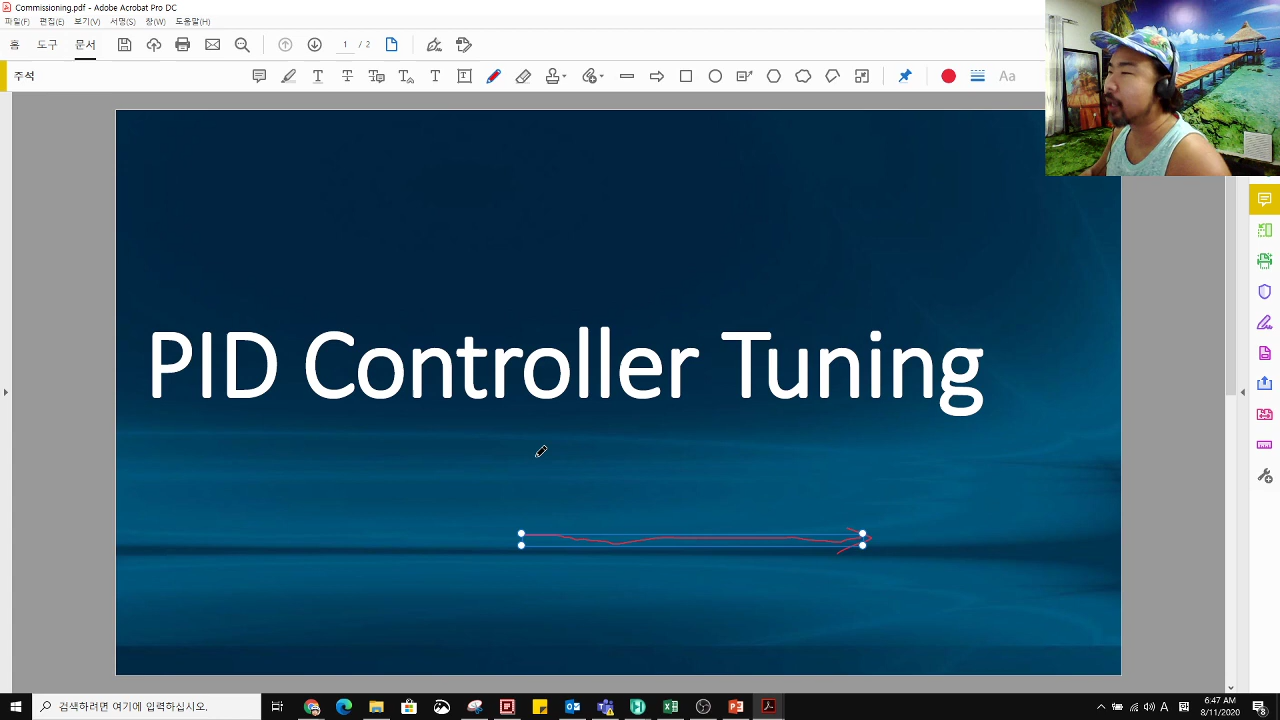 Commissioning.pdf - Adobe Acrobat Pro DC
파일(F) 편집(E) 보기(V) 서명(S) 창(W) 도움말(H)
홈 도구 문서
1 / 2
주석
Aa
PID Controller Tuning
검색하려면 여기에 입력하십시오.
A
6:47 AM
8/11/2020